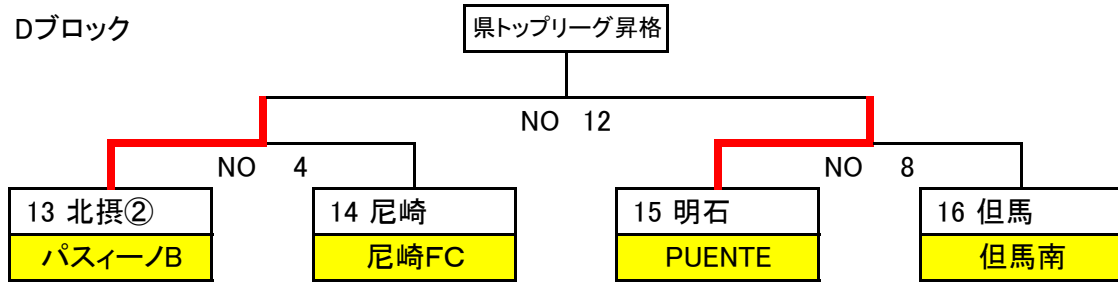 Dブロック
県トップリーグ昇格
NO 12
NO 4
NO 8
13 北摂②
14 尼崎
15 明石
16 但馬
パスィーノB
尼崎FC
PUENTE
但馬南